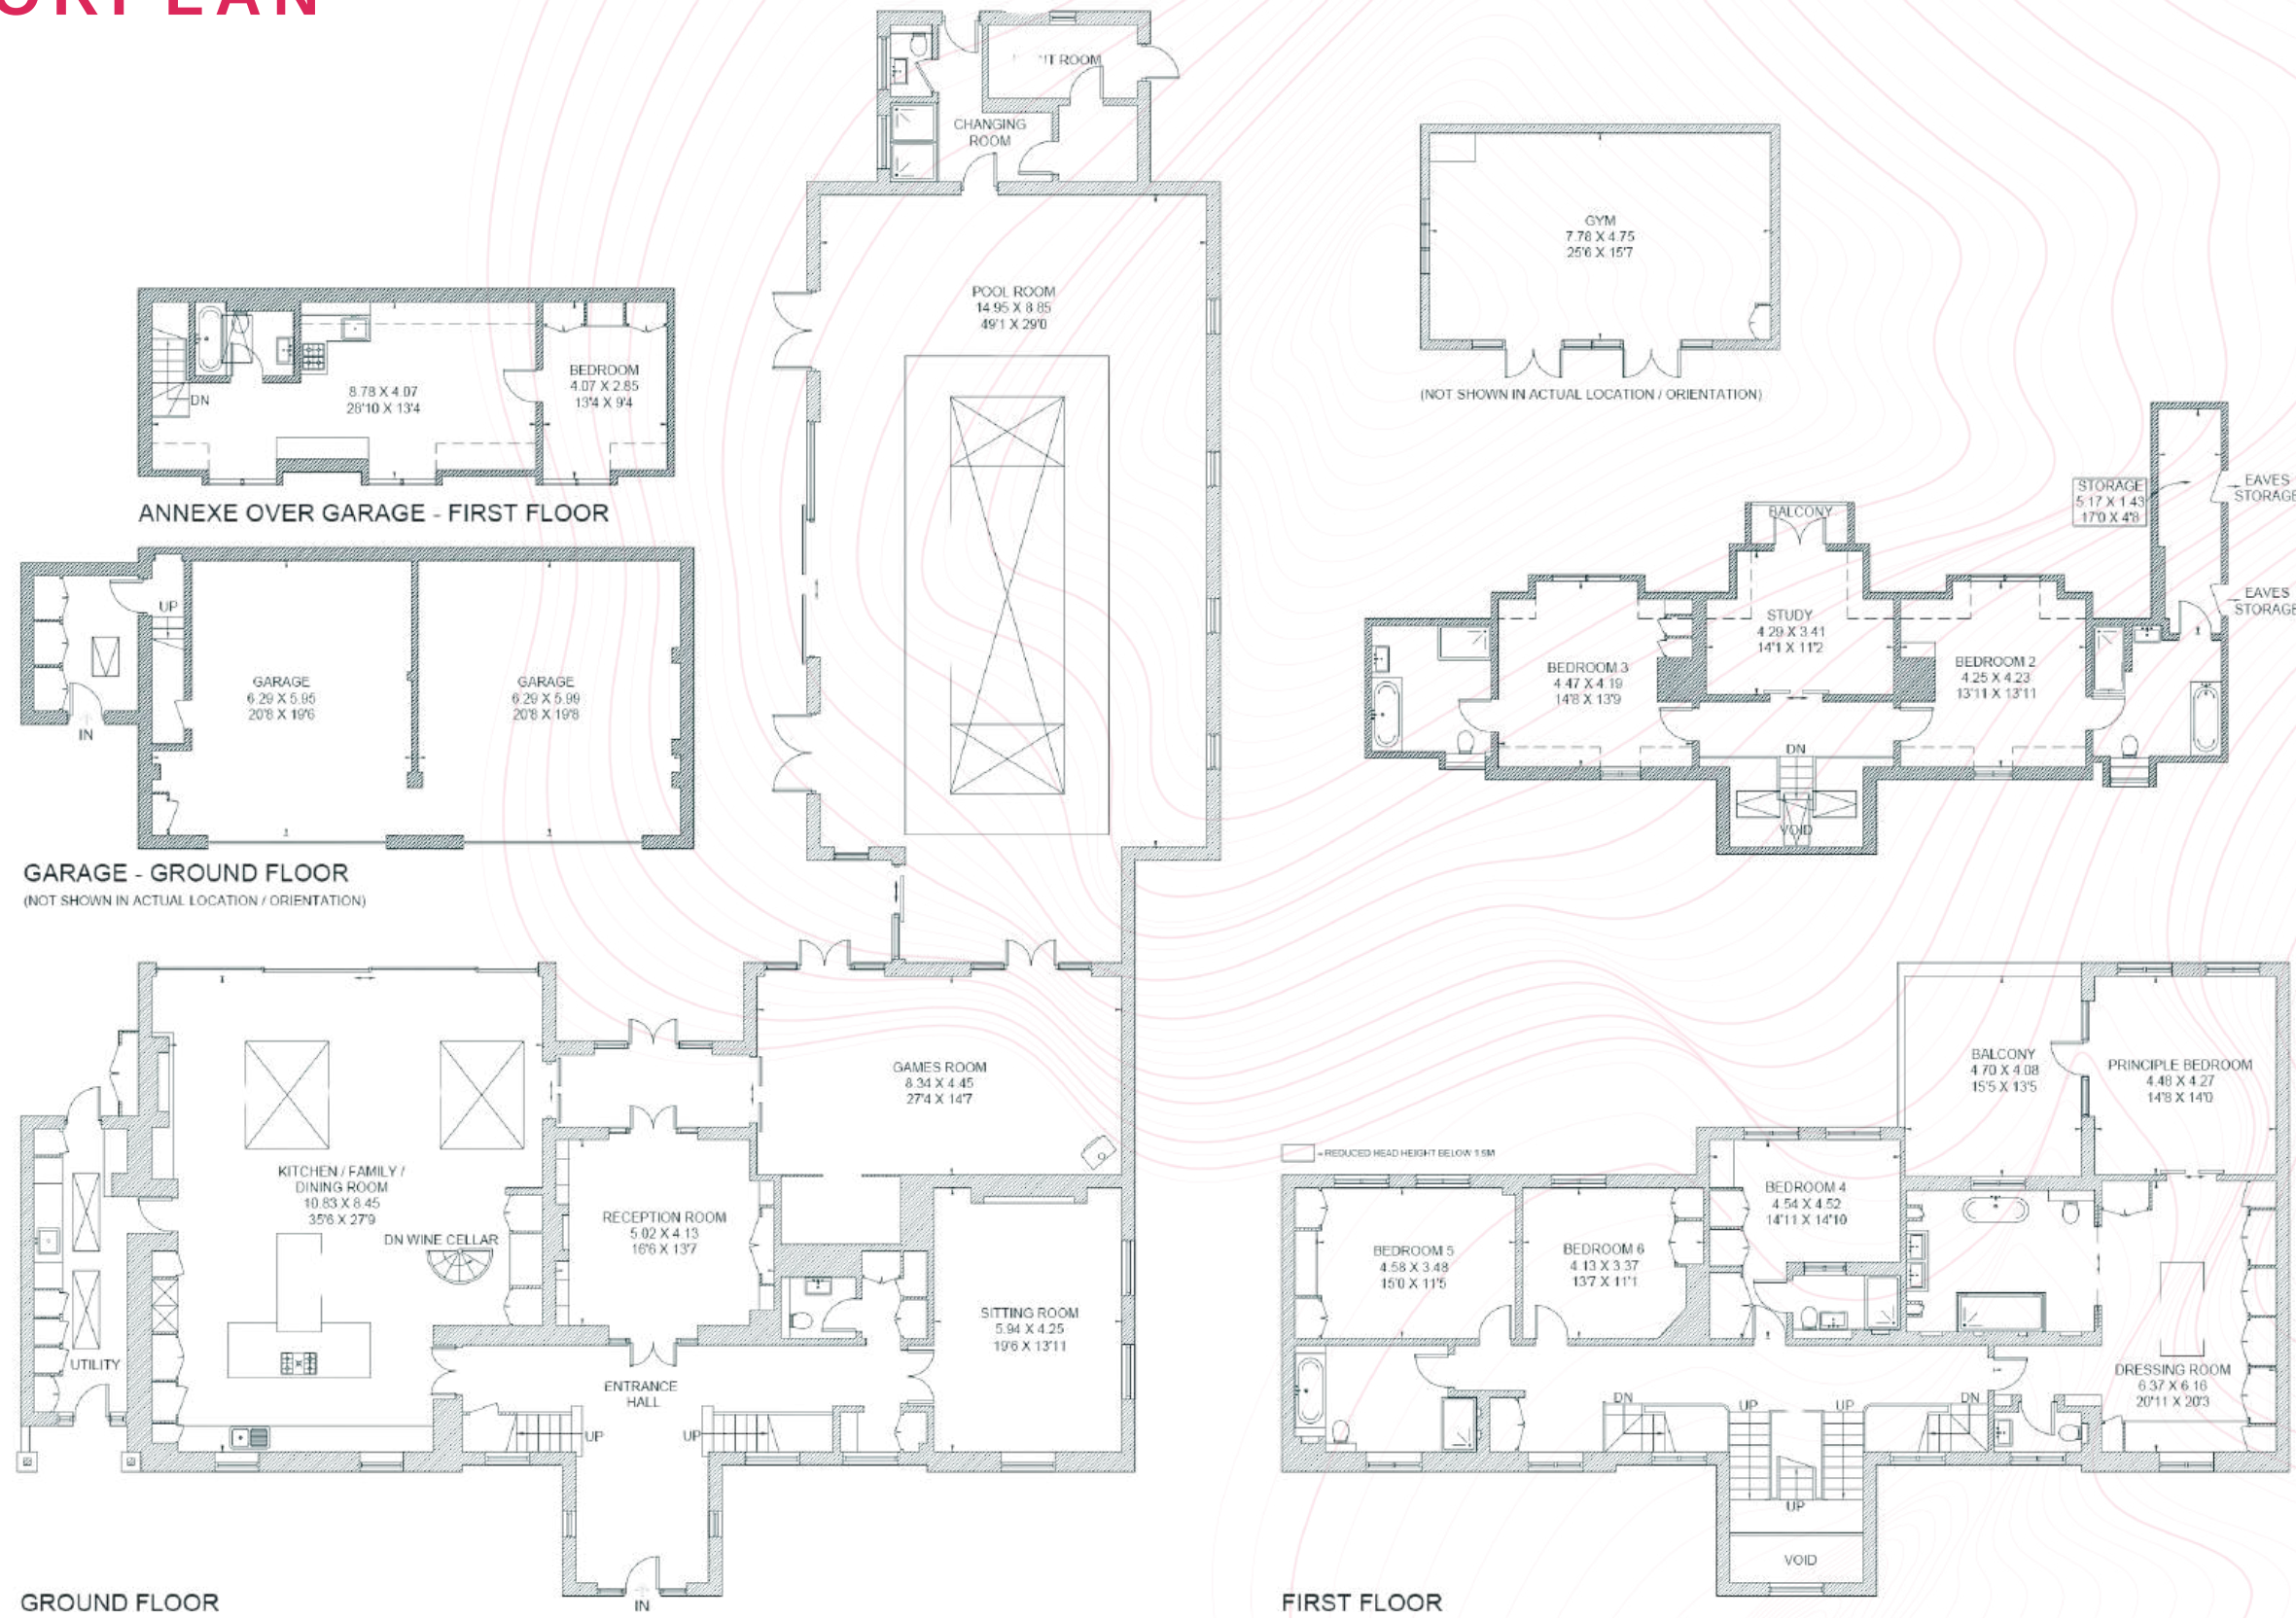 CHANGING
ROOM
ROOM
POOL ROOM
14.95 X 8.85
49'1 X 29'0
GYM
7.78 X 4.75
25'6 X 15'7
(NOT SHOWN IN ACTUAL LOCATION / ORIENTATION)
DN
8.78 X 4.07
28'10 X 13'4
BEDROOM
4.07 X 2.85
13'4 X 9'4
ANNEXE OVER GARAGE - FIRST FLOOR
UP
IN
GARAGE
6.29 X 5.95
20'8 X 19'6
GARAGE
6.29 X 5.99
20'8 X 19'8
GARAGE - GROUND FLOOR
(NOT SHOWN IN ACTUAL LOCATION / ORIENTATION)
STORAGE
5.17 X 1.43
17'0 X 4'8
EAVES
STORAGE
EAVES
STORAGE
BALCONY
STUDY
4.29 X 3.41
14'1 X 11'2
BEDROOM 3
4.47 X 4.19
14'8 X 13'9
BEDROOM 2
4.25 X 4.23
13'11 X 13'11
DN
VOID
KITCHEN / FAMILY /
DINING ROOM
10.83 X 8.45
35'6 X 27'9
DN WINE CELLAR
UTILITY
RECEPTION ROOM
5.02 X 4.13
16'6 X 13'7
GAMES ROOM
8.34 X 4.45
27'4 X 14'7
SITTING ROOM
5.94 X 4.25
19'6 X 13'11
ENTRANCE
HALL
UP
UP
IN
GROUND FLOOR
= REDUCED HEAD HEIGHT BELOW 1.5M
BALCONY
4.70 X 4.08
15'5 X 13'5
PRINCIPLE BEDROOM
4.48 X 4.27
14'8 X 14'0
BEDROOM 4
4.54 X 4.52
14'11 X 14'10
BEDROOM 5
4.58 X 3.48
15'0 X 11'5
BEDROOM 6
4.13 X 3.37
13'7 X 11'1
DRESSING ROOM
6.37 X 6.16
20'11 X 20'3
DN
UP
UP
DN
UP
VOID
FIRST FLOOR